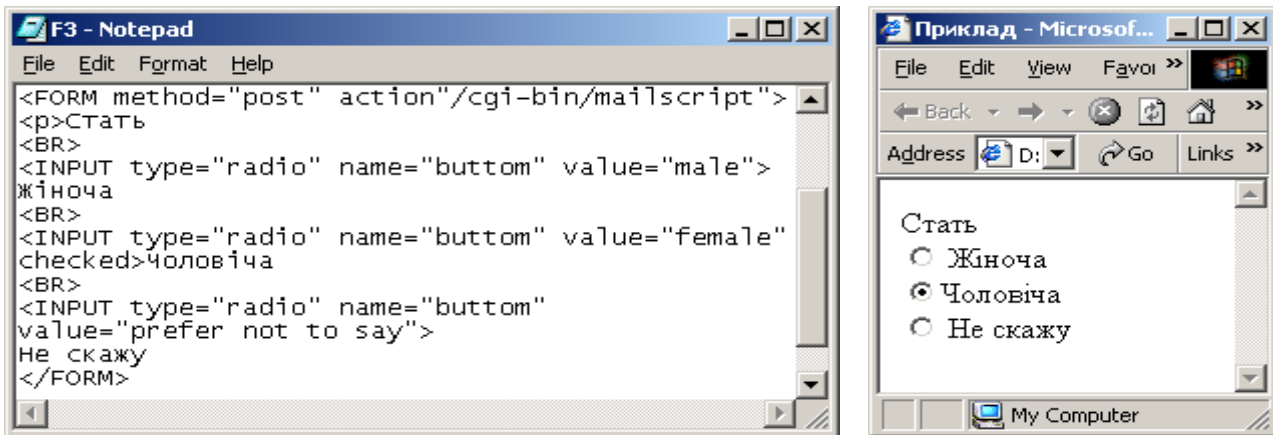 F3 - Notepad
File Edit Format Help
<FORM method="post" action"/cgi-bin/mailscript">
<p>Стать
<BR>
<INPUT type="radio" name="buttom" value="male">
Жіноча
<BR>
<INPUT type="radio" name="buttom" value="female"
checked>Чоловіча
<BR>
<INPUT type="radio" name="buttom"
value="prefer not to say">
Не скажу
</FORM>
Приклад - Microsof...
File Edit View Favor »
Back »
Address D: Go Links »
Стать
Жіноча
Чоловіча
Не скажу
My Computer